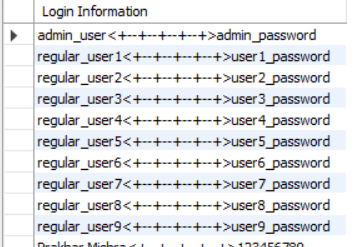 Login Information
admin_user<+--+--+--+--+>admin_password
regular_user1<+--+--+--+--+>user1_password
regular_user2<+--+--+--+--+>user2_password
regular_user3<+--+--+--+--+>user3_password
regular_user4<+--+--+--+--+>user4_password
regular_user5<+--+--+--+--+>user5_password
regular_user6<+--+--+--+--+>user6_password
regular_user7<+--+--+--+--+>user7_password
regular_user8<+--+--+--+--+>user8_password
regular_user9<+--+--+--+--+>user9_password
Prakhar Mishra<+--+--+--+--+>123456789